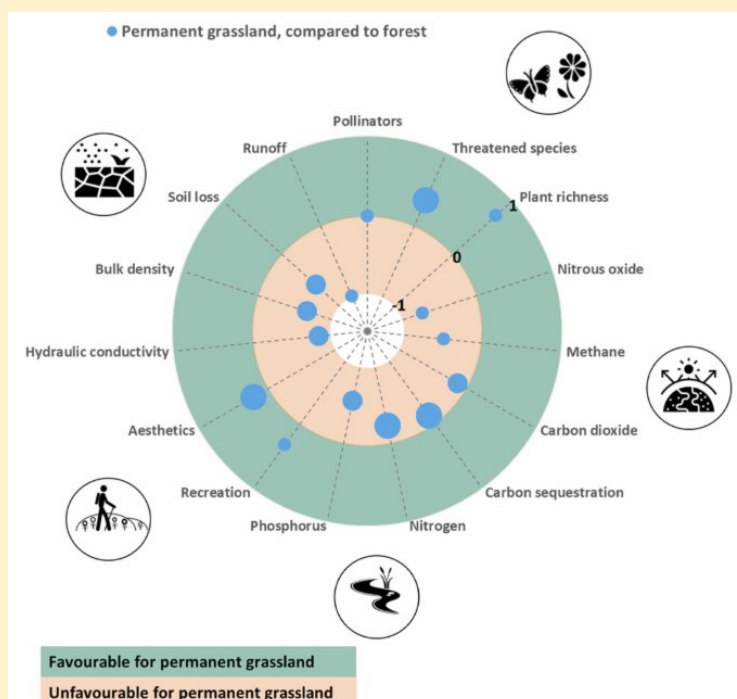 Permanent grassland, compared to forest
Pollinators
Runoff
Threatened species
Soil loss
Plant richness
1
Bulk density
0
Nitrous oxide
-1
Hydraulic conductivity
Methane
Aesthetics
Carbon dioxide
Recreation
Carbon sequestration
Phosphorus
Nitrogen
Favourable for permanent grassland
Unfavourable for permanent grassland